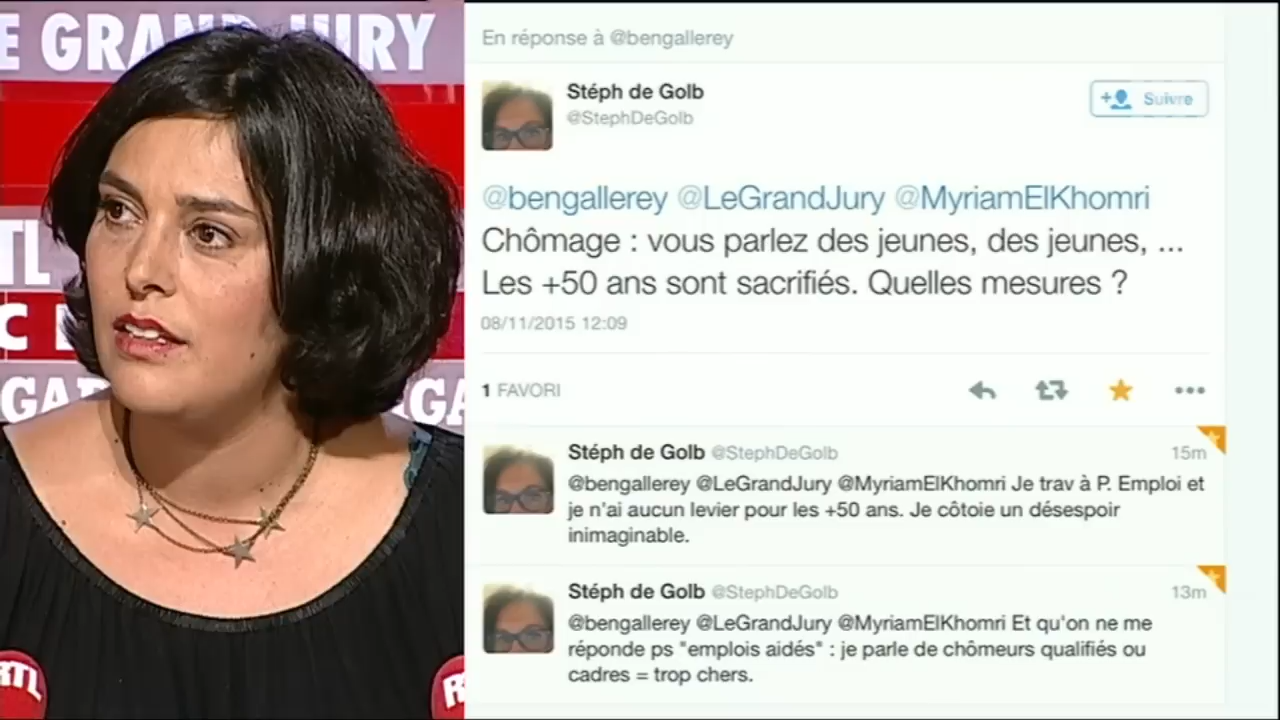 E GRAND JURY
TL
C
GA
GA
RTL
R
En réponse à @bengallerey
Stéph de Golb
@StephDeGolb
Suivre
@bengallerey @LeGrandJury @MyriamElKhomri
Chômage : vous parlez des jeunes, des jeunes, ...
Les +50 ans sont sacrifiés. Quelles mesures ?
08/11/2015 12:09
1 FAVORI
Stéph de Golb @StephDeGolb 15m
@bengallerey @LeGrandJury @MyriamElKhomri Je trav à P. Emploi et
je n'ai aucun levier pour les +50 ans. Je côtoie un désespoir
inimaginable.
Stéph de Golb @StephDeGolb 13m
@bengallerey @LeGrandJury @MyriamElKhomri Et qu'on ne me
réponde ps "emplois aidés" : je parle de chômeurs qualifiés ou
cadres = trop chers.